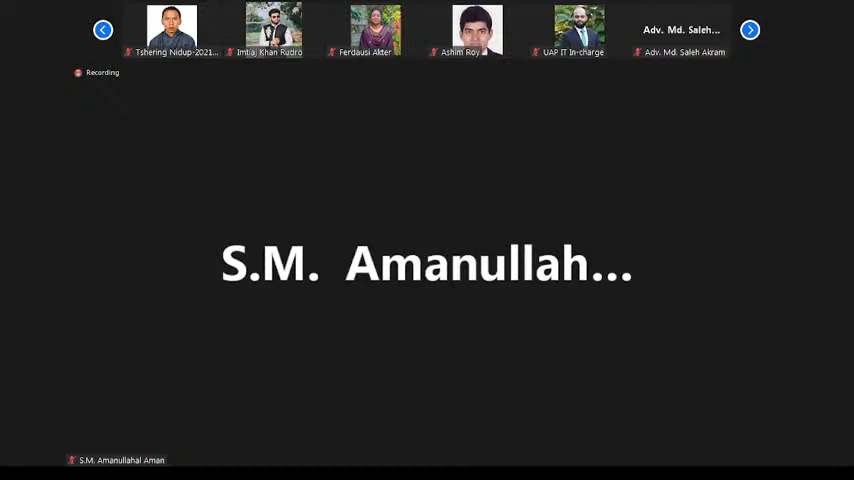 Adv. Md. Saleh...
Tshering Nidup-2021... Imtiaj Khan Rudro Ferdausi Akter Ashim Roy UAP IT In-charge Adv. Md. Saleh Akram
Recording
S.M. Amanullah...
S.M. Amanullahal Aman